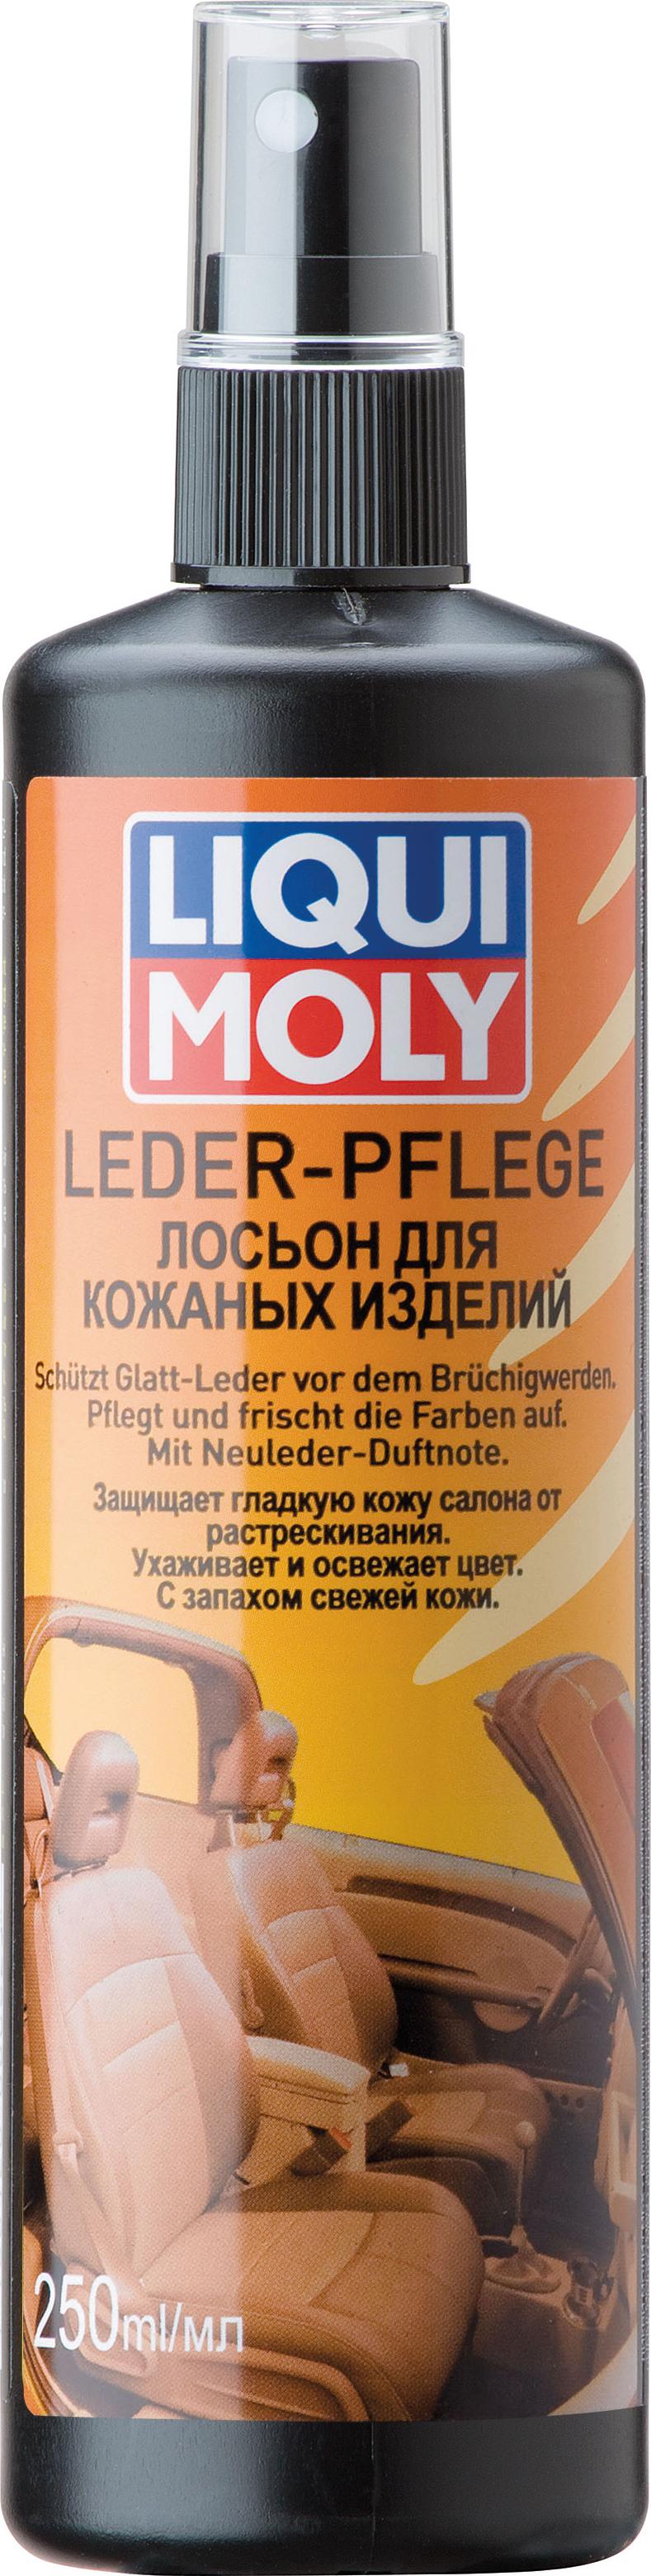 LIQUI
MOLY
LEDER-PFLEGE
ЛОСЬОН ДЛЯ
КОЖАНЫХ ИЗДЕЛИЙ
Schützt Glatt-Leder vor dem Brüchigwerden.
Pflegt und frischt die Farben auf.
Mit Neuleder-Duftnote.
Защищает гладкую кожу салона от
растрескивания.
Ухаживает и освежает цвет.
С запахом свежей кожи.
250ml/мл